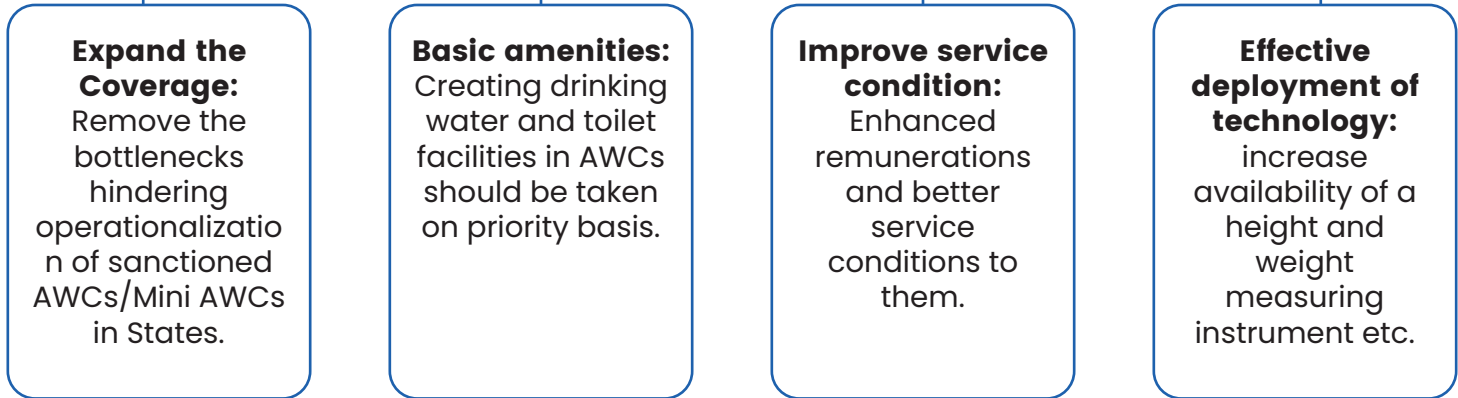 Expand the
Coverage:
Remove the
bottlenecks
hindering
operationalizatio
n of sanctioned
AWCs/Mini AWCs
in States.
Basic amenities:
Creating drinking
water and toilet
facilities in AWCs
should be taken
on priority basis.
Improve service
condition:
Enhanced
remunerations
and better
service
conditions to
them.
Effective
deployment of
technology:
increase
availability of a
height and
weight
measuring
instrument etc.